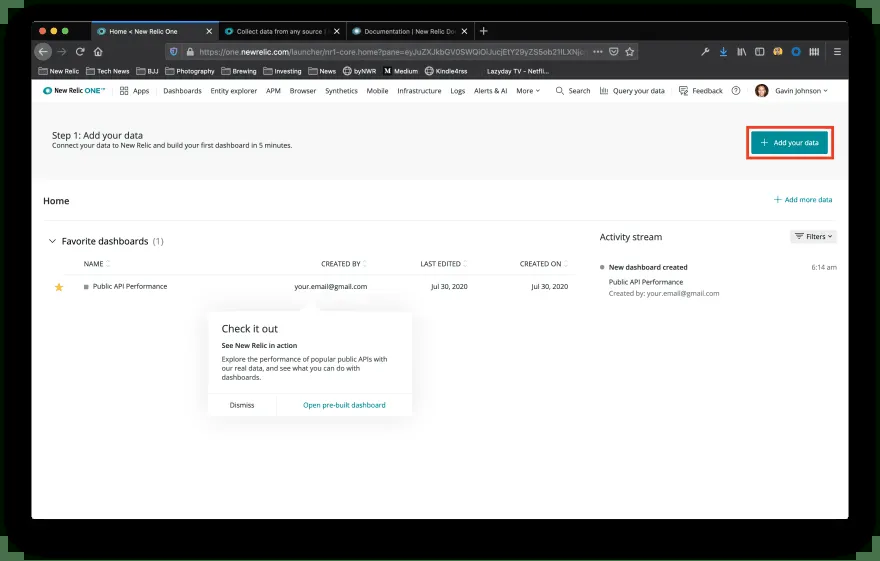 Home < New Relic One
Collect data from any source |
Documentation | New Relic Do
https://one.newrelic.com/launcher/nr1-core.home?pane=
New Relic
Tech News
BJJ
Photography
Brewing
Investing
News
byNWR
M Medium
Kindle4rss
Lazyday TV - Netfli...
New Relic ONE™
Apps
Dashboards
Entity explorer
APM
Browser
Synthetics
Mobile
Infrastructure
Logs
Alerts & AI
More
Search
Query your data
Feedback
Gavin Johnson
Step 1: Add your data
Connect your data to New Relic and build your first dashboard in 5 minutes.
+ Add your data
Home
+ Add more data
Favorite dashboards (1)
NAME
CREATED BY
LAST EDITED
CREATED ON
Public API Performance
your.email@gmail.com
Jul 30, 2020
Jul 30, 2020
Check it out
See New Relic in action
Explore the performance of popular public APIs with
our real data, and see what you can do with
dashboards.
Dismiss
Open pre-built dashboard
Activity stream
Filters
New dashboard created
6:14 am
Public API Performance
Created by: your.email@gmail.com